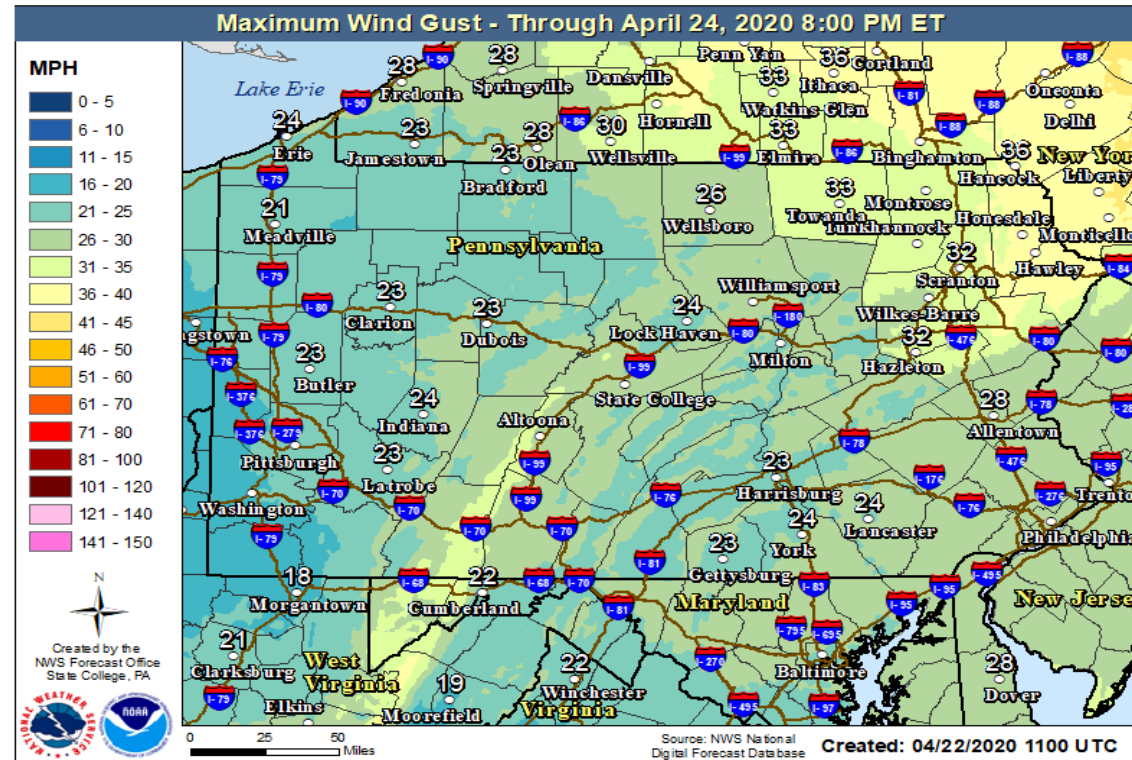 Maximum Wind Gust - Through April 24, 2020 8:00 PM ET
MPH
0 - 5
6 - 10
11 - 15
16 - 20
21 - 25
26 - 30
31 - 35
36 - 40
41 - 45
46 - 50
51 - 60
61 - 70
71 - 80
81 - 100
101 - 120
121 - 140
141 - 150
N
Created by the
NWS Forecast Office
State College, PA
NATIONAL WEATHER SERVICE
NOAA
Lake Erie
28
Fredonia
28
Springville
Dansville
Penn Yan
36
Ithaca
Cortland
33
Watkins Glen
Oneonta
Delhi
24
Erie
23
Jamestown
28
Olean
30
Wellsville
Hornell
33
Elmira
Binghamton
36
Hancock
New Yor
Liberty
23
Bradford
26
Wellsboro
33
Towanda
Montrose
Tunkhannock
Honesdale
Monticello
Hawley
21
Meadville
Pennsylvania
32
Scranton
Williamsport
Wilkes-Barre
23
Clarion
23
Dubois
24
Lock Haven
Milton
32
Hazleton
ngstown
23
Butler
State College
24
Indiana
Altoona
28
Allentown
Pittsburgh
23
Latrobe
23
Harrisburg
Trento
Washington
24
Lancaster
24
York
Philadelphia
23
Gettysburg
18
Morgantown
22
Cumberland
Maryland
New Jerse
21
Clarksburg
West
Virginia
22
Winchester
Virginia
Baltimore
28
Dover
Elkins
19
Moorefield
I-90
I-90
I-86
I-99
I-86
I-81
I-88
I-88
I-88
I-79
I-79
I-80
I-79
I-76
I-376
I-376
I-279
I-70
I-70
I-79
I-99
I-99
I-99
I-70
I-70
I-80
I-180
I-476
I-80
I-80
I-84
I-78
I-78
I-28
I-476
I-95
I-176
I-76
I-276
I-76
I-81
I-68
I-68
I-70
I-81
I-83
I-95
I-95
I-495
I-795
I-695
I-270
I-495
I-97
I-79
0 25 50
Miles
Source: NWS National
Digital Forecast Database
Created: 04/22/2020 1100 UTC